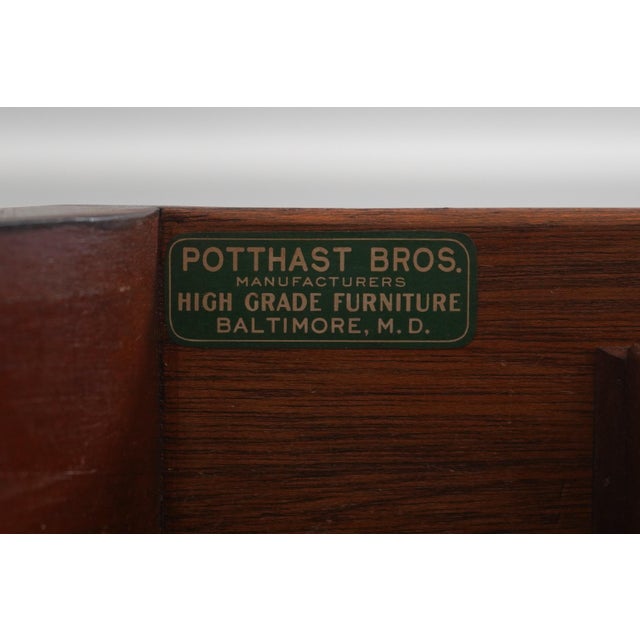 POTTHAST BROS.
MANUFACTURERS
HIGH GRADE FURNITURE
BALTIMORE, M.D.